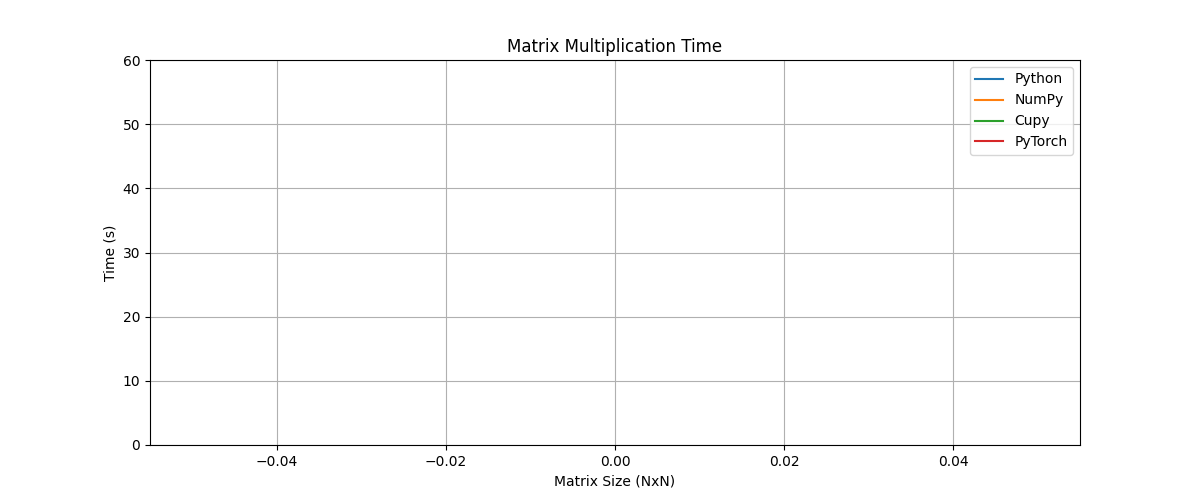 Matrix Multiplication Time
60
50
40
30
20
10
0
Time (s)
Python
NumPy
Cupy
PyTorch
−0.04 −0.02 0.00 0.02 0.04
Matrix Size (NxN)